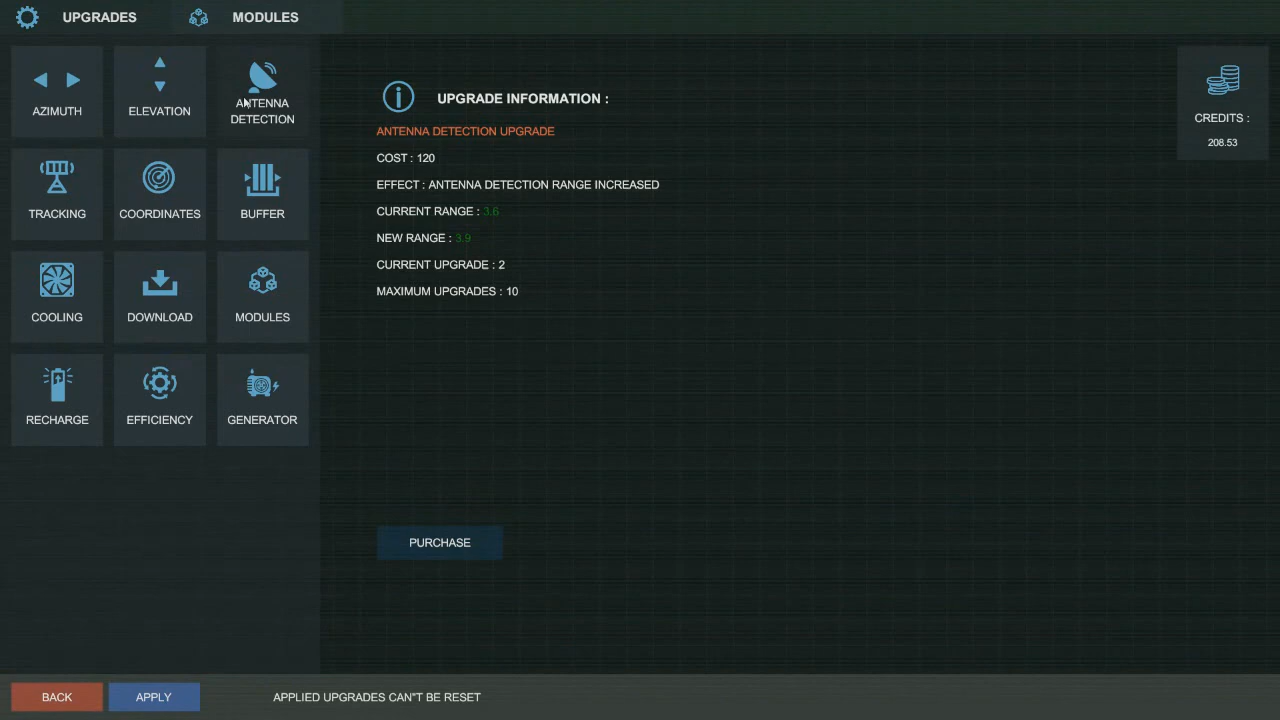 UPGRADES
MODULES
AZIMUTH
ELEVATION
ANTENNA
DETECTION
TRACKING
COORDINATES
BUFFER
COOLING
DOWNLOAD
MODULES
RECHARGE
EFFICIENCY
GENERATOR
UPGRADE INFORMATION :
ANTENNA DETECTION UPGRADE
COST : 120
EFFECT : ANTENNA DETECTION RANGE INCREASED
CURRENT RANGE : 3.6
NEW RANGE : 3.9
CURRENT UPGRADE : 2
MAXIMUM UPGRADES : 10
PURCHASE
CREDITS :
208.53
BACK
APPLY
APPLIED UPGRADES CAN"T BE RESET